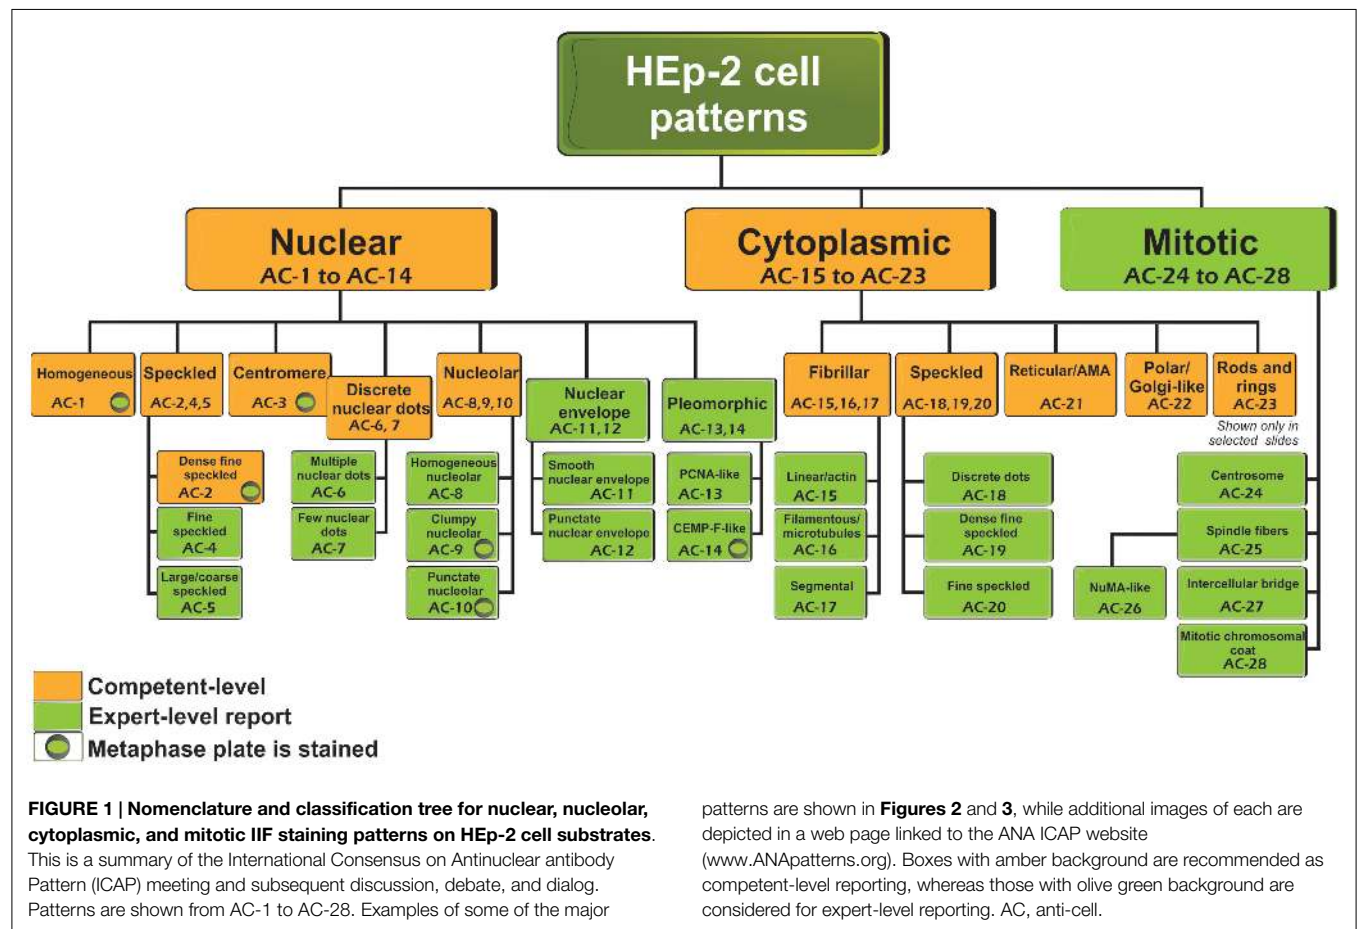 HEp-2 cell
patterns
Nuclear
AC-1 to AC-14
Cytoplasmic
AC-15 to AC-23
Mitotic
AC-24 to AC-28
Homogeneous
AC-1
Speckled
AC-2,4,5
Centromere
AC-3
Discrete
nuclear dots
AC-6, 7
Nucleolar
AC-8,9,10
Nuclear
envelope
AC-11,12
Pleomorphic
AC-13,14
Fibrillar
AC-15,16,17
Speckled
AC-18,19,20
Reticular/AMA
AC-21
Polar/
Golgi-like
AC-22
Rods and
rings
AC-23
Shown only in
selected slides
Dense fine
speckled
AC-2
Fine
speckled
AC-4
Large/coarse
speckled
AC-5
Multiple
nuclear dots
AC-6
Few nuclear
dots
AC-7
Homogeneous
nucleolar
AC-8
Clumpy
nucleolar
AC-9
Punctate
nucleolar
AC-10
Smooth
nuclear envelope
AC-11
Punctate
nuclear envelope
AC-12
PCNA-like
AC-13
CEMP-F-like
AC-14
Linear/actin
AC-15
Filamentous/
microtubules
AC-16
Segmental
AC-17
Discrete dots
AC-18
Dense fine
speckled
AC-19
Fine speckled
AC-20
Centrosome
AC-24
Spindle fibers
AC-25
NuMA-like
AC-26
Intercellular bridge
AC-27
Mitotic chromosomal
coat
AC-28
Competent-level
Expert-level report
Metaphase plate is stained
FIGURE 1 | Nomenclature and classification tree for nuclear, nucleolar,
cytoplasmic, and mitotic IIF staining patterns on HEp-2 cell substrates.
This is a summary of the International Consensus on Antinuclear antibody
Pattern (ICAP) meeting and subsequent discussion, debate, and dialog.
Patterns are shown from AC-1 to AC-28. Examples of some of the major
patterns are shown in Figures 2 and 3, while additional images of each are
depicted in a web page linked to the ANA ICAP website
(www.ANApatterns.org). Boxes with amber background are recommended as
competent-level reporting, whereas those with olive green background are
considered for expert-level reporting. AC, anti-cell.